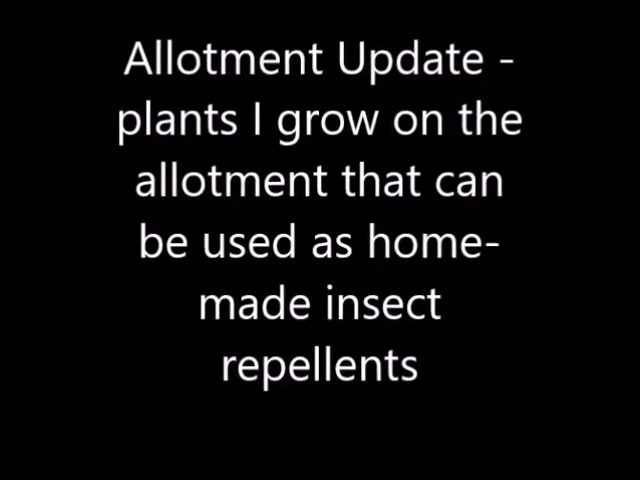 Allotment Update -
plants I grow on the
allotment that can
be used as home-
made insect
repellents